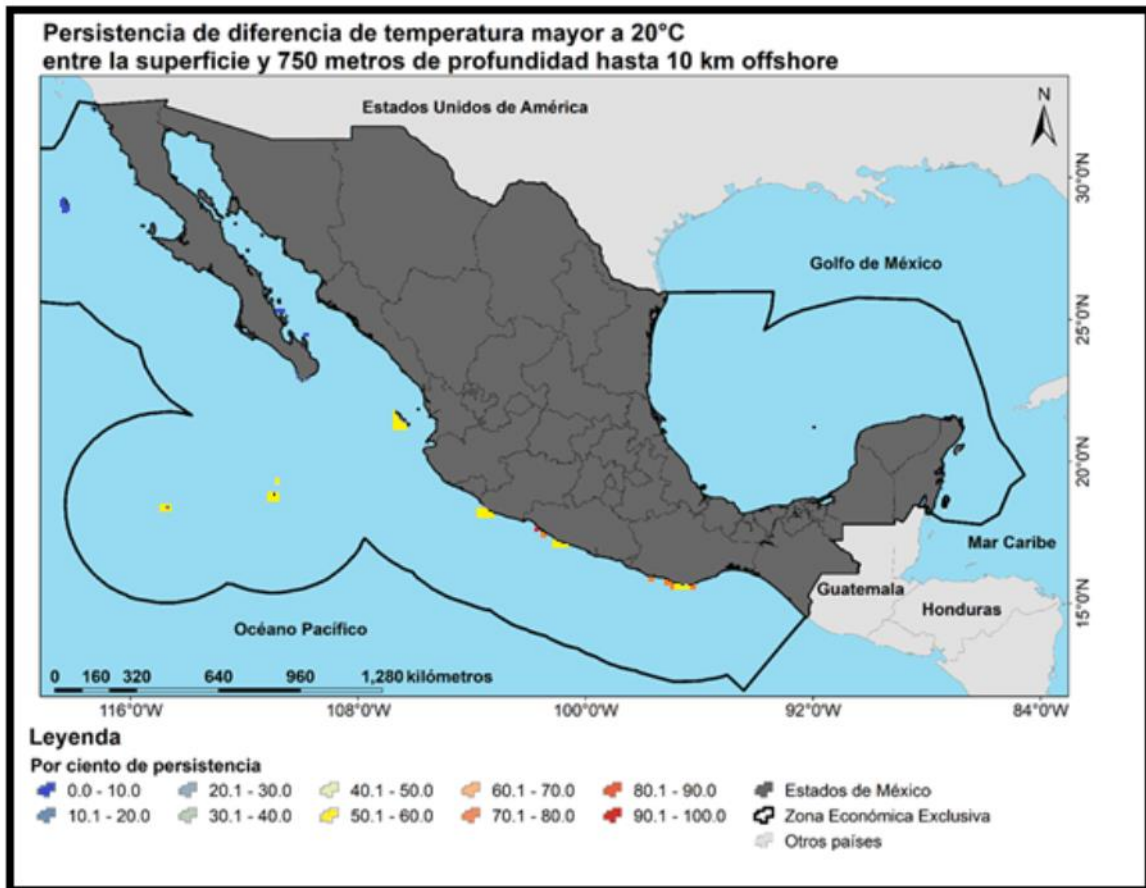 Persistencia de diferencia de temperatura mayor a 20°C
entre la superficie y 750 metros de profundidad hasta 10 km offshore
Estados Unidos de América
N
30°0'N
Golfo de México
25°0'N
20°0'N
Mar Caribe
Guatemala
Honduras
15°0'N
Océano Pacífico
0 160 320 640 960 1,280 kilómetros
116°0'W 108°0'W 100°0'W 92°0'W 84°0'W
Leyenda
Por ciento de persistencia
0.0 - 10.0 20.1 - 30.0 40.1 - 50.0 60.1 - 70.0 80.1 - 90.0 Estados de México
10.1 - 20.0 30.1 - 40.0 50.1 - 60.0 70.1 - 80.0 90.1 - 100.0 Zona Económica Exclusiva
Otros países